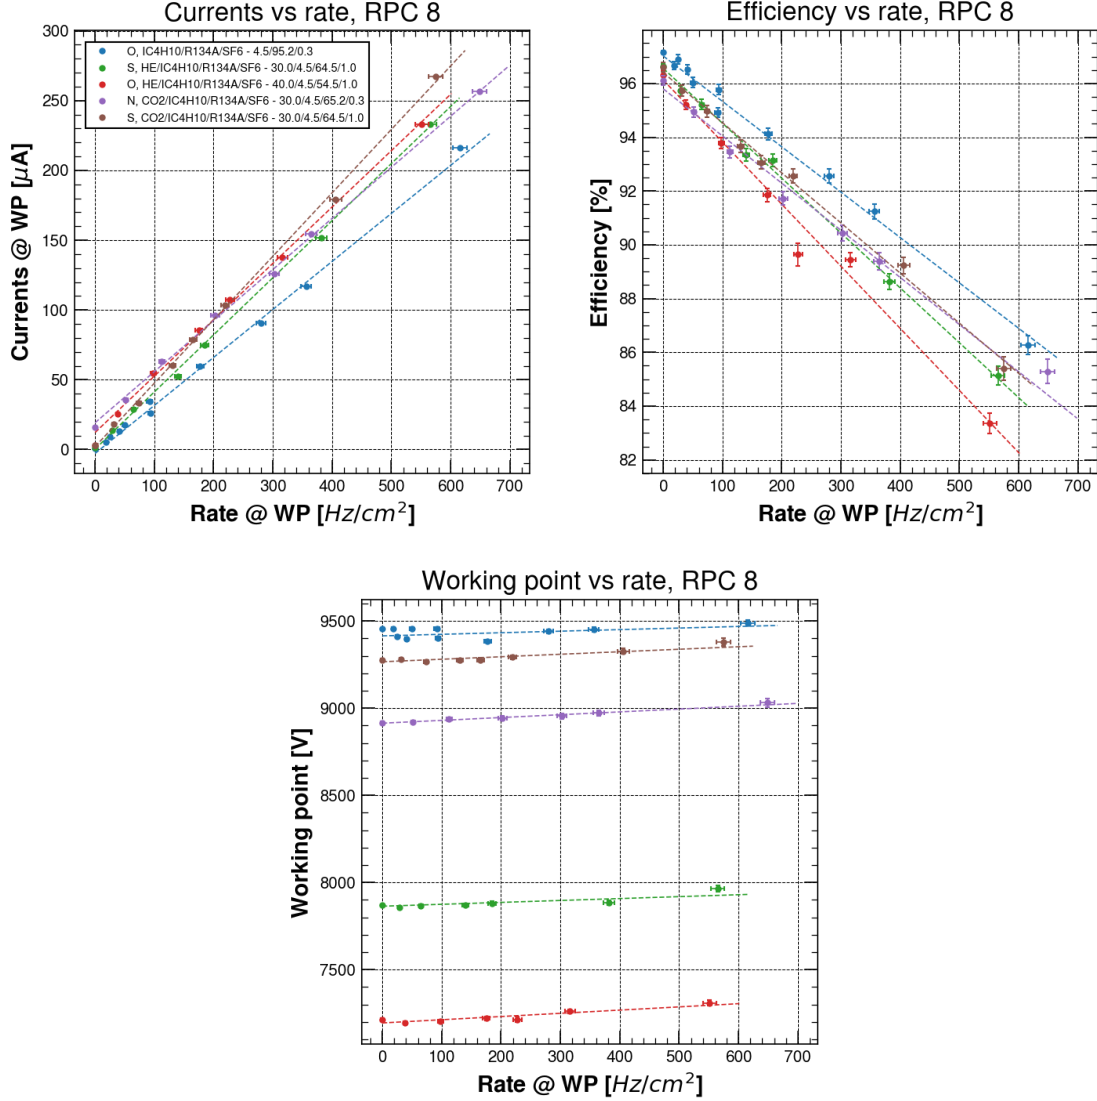 Currents vs rate, RPC 8
300
250
200
150
100
50
0
Currents @ WP [μA]
O, IC4H10/R134A/SF6 - 4.5/95.2/0.3
S, HE/IC4H10/R134A/SF6 - 30.0/4.5/64.5/1.0
O, HE/IC4H10/R134A/SF6 - 40.0/4.5/54.5/1.0
N, CO2/IC4H10/R134A/SF6 - 30.0/4.5/65.2/0.3
S, CO2/IC4H10/R134A/SF6 - 30.0/4.5/64.5/1.0
0 100 200 300 400 500 600 700
Rate @ WP [Hz/cm²]
Efficiency vs rate, RPC 8
96
94
92
90
88
86
84
82
Efficiency [%]
0 100 200 300 400 500 600 700
Rate @ WP [Hz/cm²]
Working point vs rate, RPC 8
9500
9000
8500
8000
7500
Working point [V]
0 100 200 300 400 500 600 700
Rate @ WP [Hz/cm²]